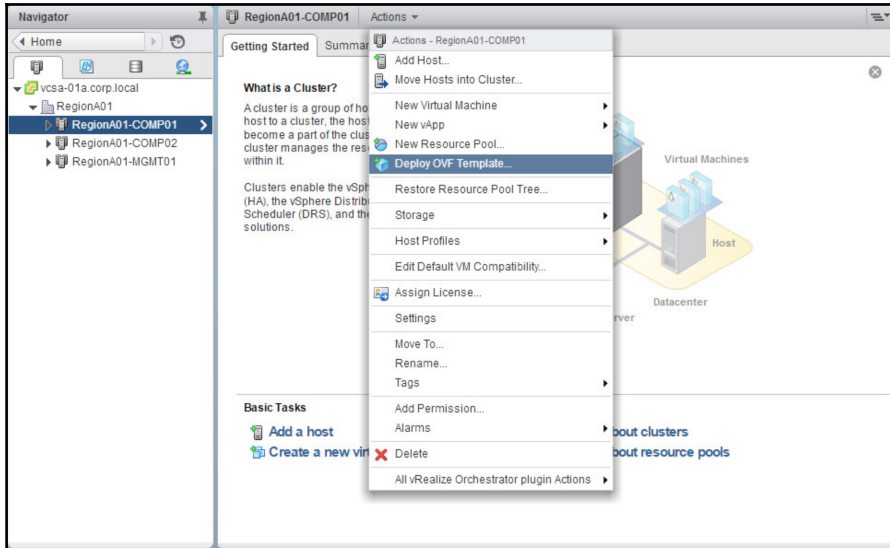 Navigator
Home
vcsa-01a.corp.local
RegionA01
RegionA01-COMP01
RegionA01-COMP02
RegionA01-MGMT01
RegionA01-COMP01 Actions
Getting Started Summar
What is a Cluster?
A cluster is a group of ho
host to a cluster, the host
become a part of the clus
cluster manages the res
within it.
Clusters enable the vSph
(HA), the vSphere Distrib
Scheduler (DRS), and the
solutions.
Actions - RegionA01-COMP01
Add Host...
Move Hosts into Cluster...
New Virtual Machine
New vApp
New Resource Pool...
Deploy OVF Template...
Restore Resource Pool Tree...
Storage
Host Profiles
Edit Default VM Compatibility...
Assign License...
Settings
Move To...
Rename...
Tags
Add Permission...
Alarms
Delete
All vRealize Orchestrator plugin Actions
Virtual Machines
Host
Datacenter
rver
Basic Tasks
Add a host
Create a new virt
bout clusters
bout resource pools